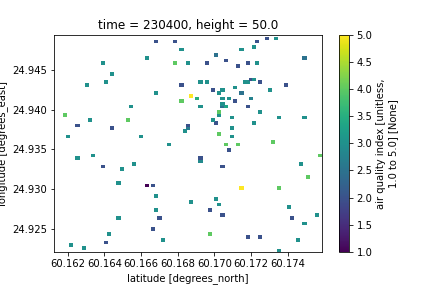 time = 230400, height = 50.0
24.945
24.940
24.935
24.930
24.925
longitude [degrees_east]
60.162 60.164 60.166 60.168 60.170 60.172 60.174
latitude [degrees_north]
5.0
4.5
4.0
3.5
3.0
2.5
2.0
1.5
1.0
air quality index [unitless,
1.0 to 5.0] [None]